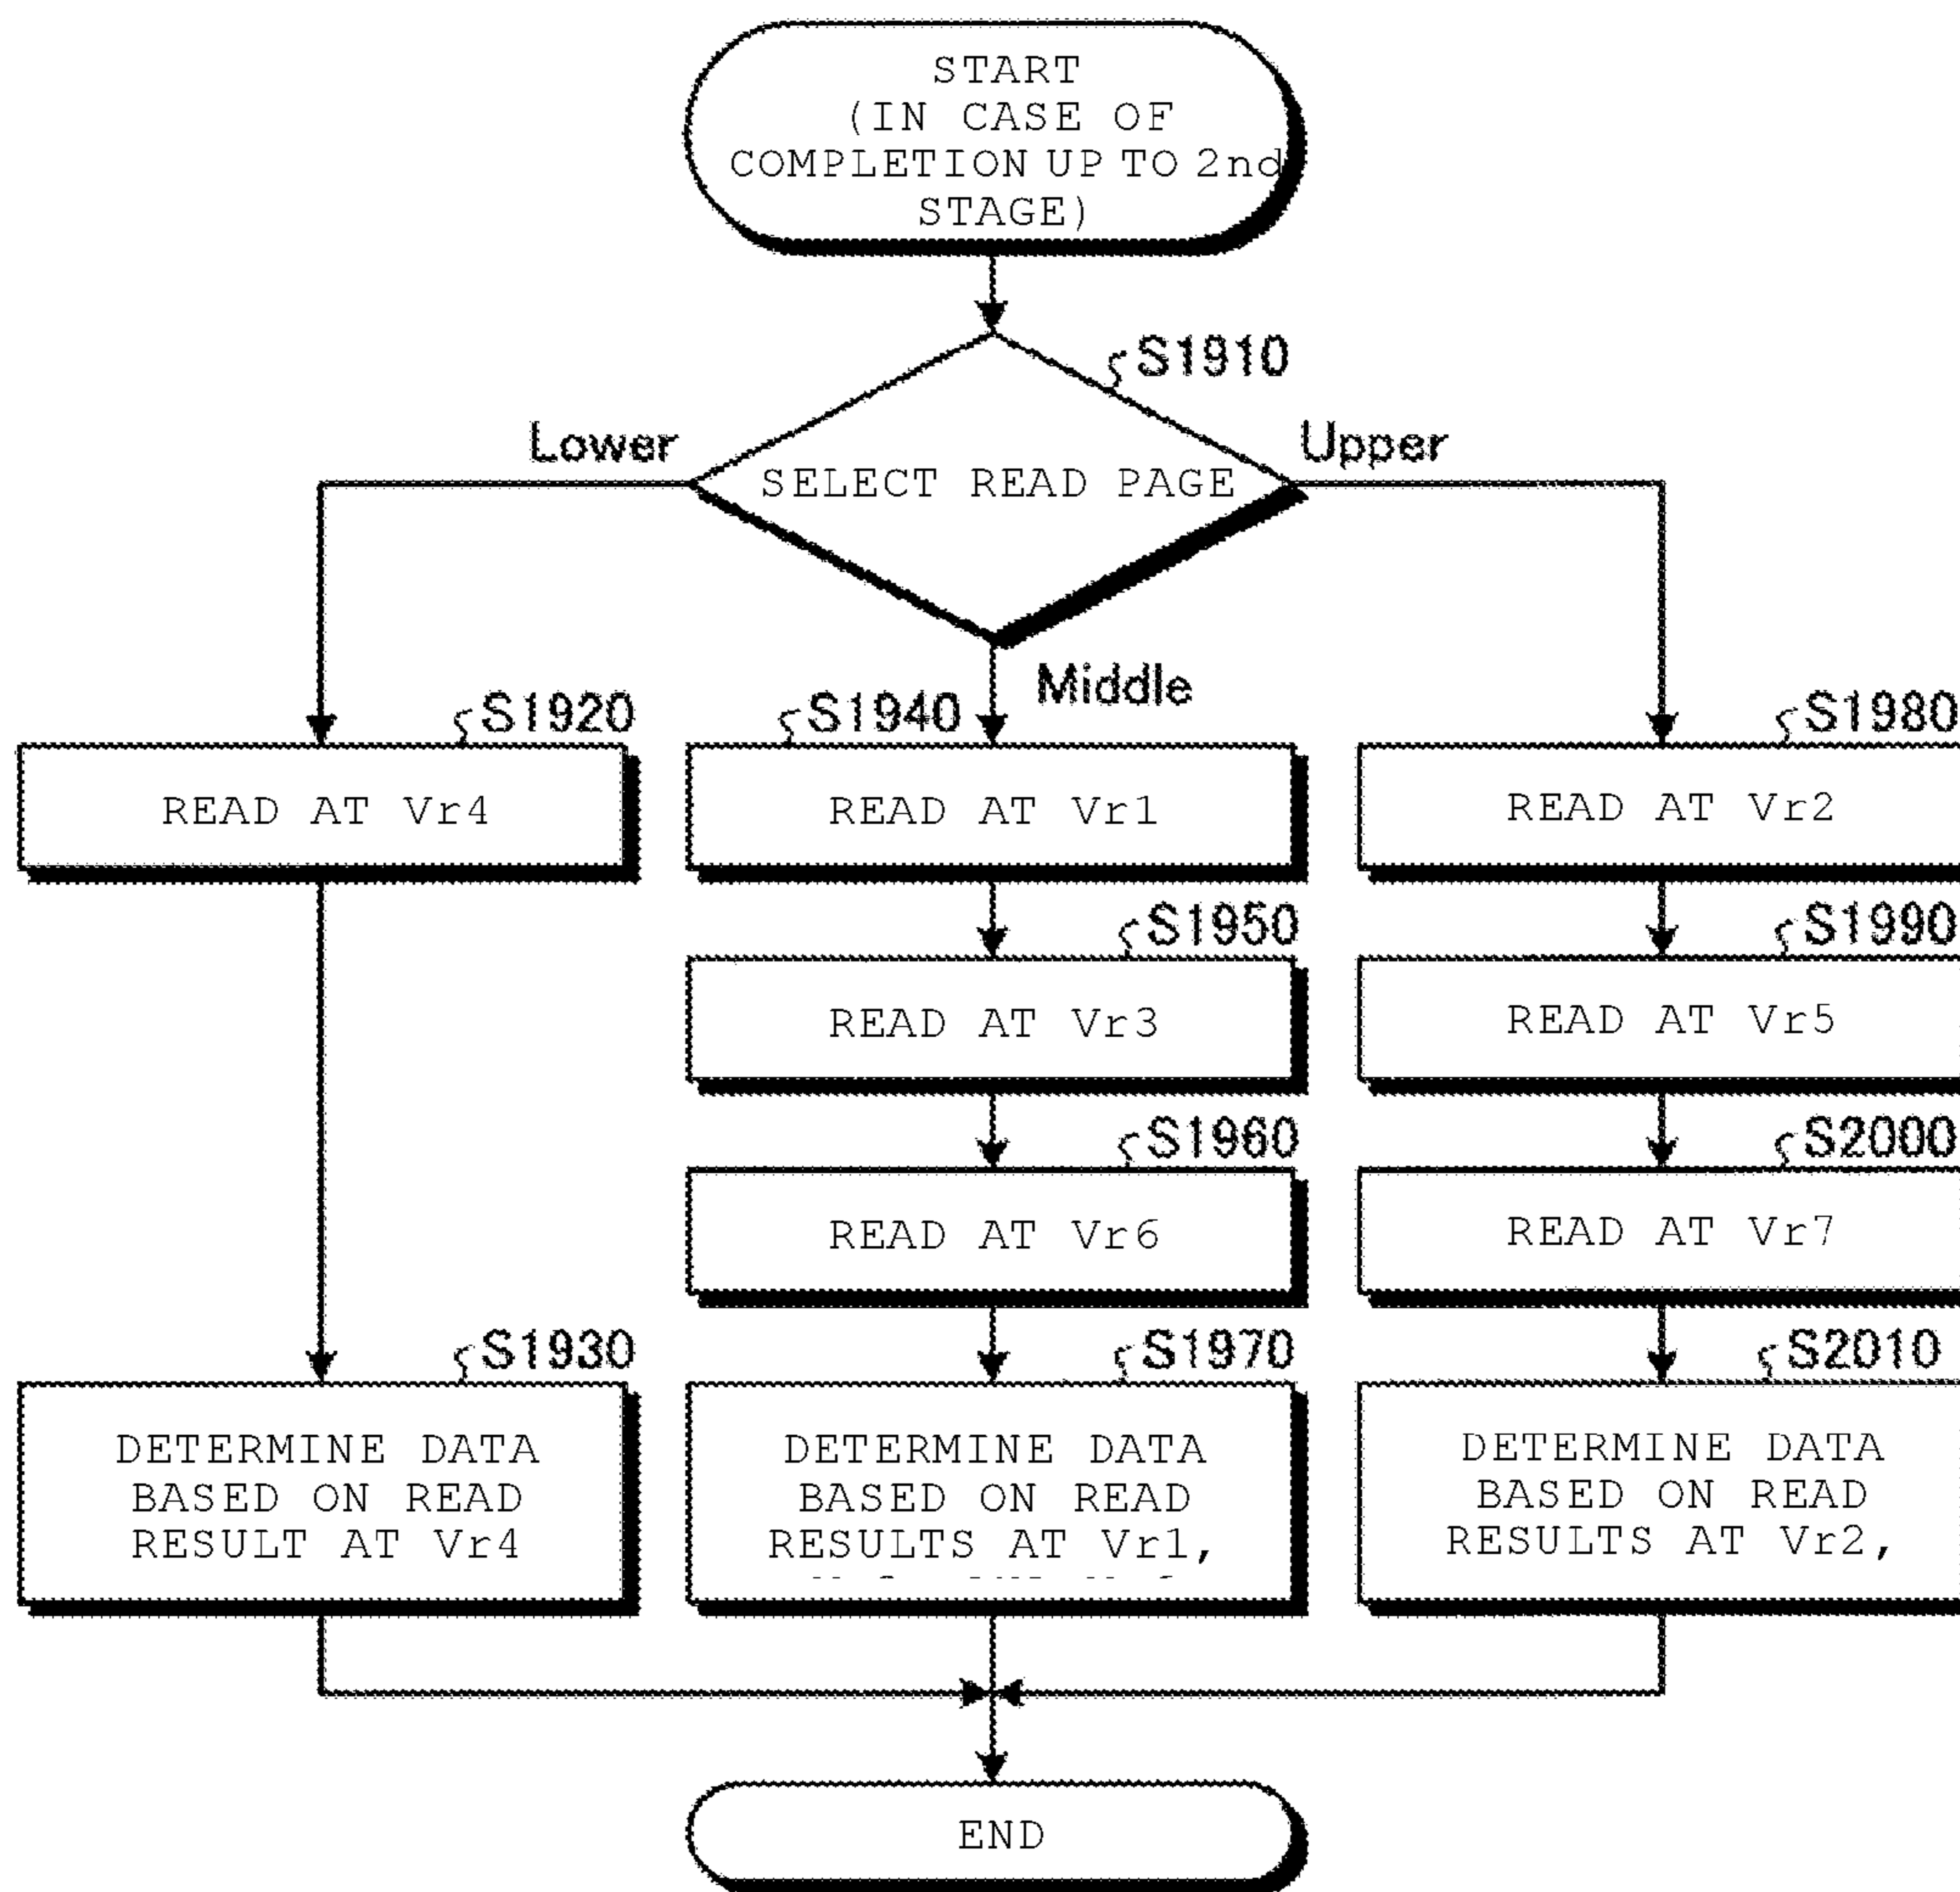 START
(IN CASE OF
COMPLETION UP TO 2nd
STAGE)
S1910
Lower
Upper
SELECT READ PAGE
Middle
S1920
S1940
S1980
READ AT Vr4
READ AT Vr1
READ AT Vr2
S1950
S1990
READ AT Vr3
READ AT Vr5
S1960
S2000
READ AT Vr6
READ AT Vr7
S1930
S1970
S2010
DETERMINE DATA
BASED ON READ
RESULT AT Vr4
DETERMINE DATA
BASED ON READ
RESULTS AT Vr1,
DETERMINE DATA
BASED ON READ
RESULTS AT Vr2,
END